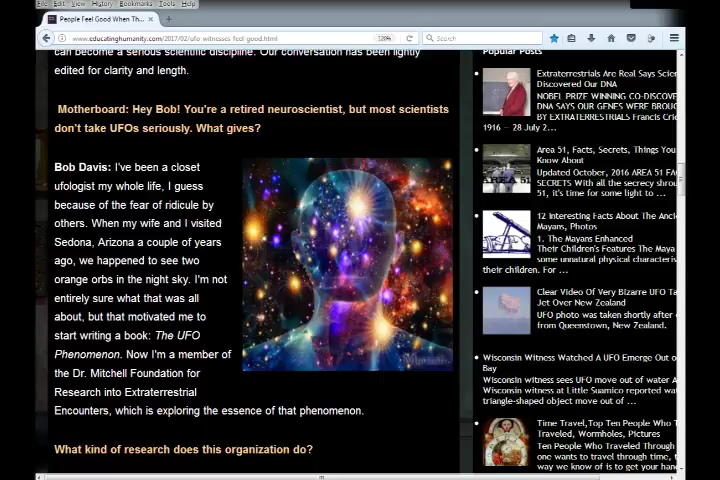 File Edit View History Bookmarks Tools Help
People Feel Good When Th...
www.educatinghumanity.com/2017/02/ufo_witnesses_feel_good.html
120%
Search
can become a serious scientific discipline. Our conversation has been lightly
edited for clarity and length.
Motherboard: Hey Bob! You're a retired neuroscientist, but most scientists
don't take UFOs seriously. What gives?
Bob Davis: I've been a closet
ufologist my whole life, I guess
because of the fear of ridicule by
others. When my wife and I visited
Sedona, Arizona a couple of years
ago, we happened to see two
orange orbs in the night sky. I'm not
entirely sure what that was all
about, but that motivated me to
start writing a book: The UFO
Phenomenon. Now I'm a member of
the Dr. Mitchell Foundation for
Research into Extraterrestrial
Encounters, which is exploring the essence of that phenomenon.
What kind of research does this organization do?
Popular Posts
Extraterrestrials Are Real Says Scien
Discovered Our DNA
NOBEL PRIZE WINNING CO-DISCOVE
DNA SAYS OUR GENES WERE BROUG
BY EXTRATERRESTRIALS Francis Cric
1916 – 28 July 2...
Area 51, Facts, Secrets, Things You
Know About
Updated October, 2016 AREA 51 FA
SECRETS With all the secrecy shrou
51, it's time for some light to ...
AREA 51
12 Interesting Facts About The Anci
Mayans, Photos
1. The Mayans Enhanced
Their Children's Features The Maya
some unnatural physical characteris
their children. For ...
Clear Video Of Very Bizarre UFO Ta
Jet Over New Zealand
UFO photo was taken shortly after
from Queenstown, New Zealand.
Wisconsin Witness Watched A UFO Emerge Out o
Bay
Wisconsin witness sees UFO move out of water A
Witness at Little Suamico reported wa
triangle-shaped object move out of ...
Time Travel,Top Ten People Who T
Traveled, Wormholes, Pictures
Ten People Who Traveled Through
one wants to travel through time,
way we know of is to get your han